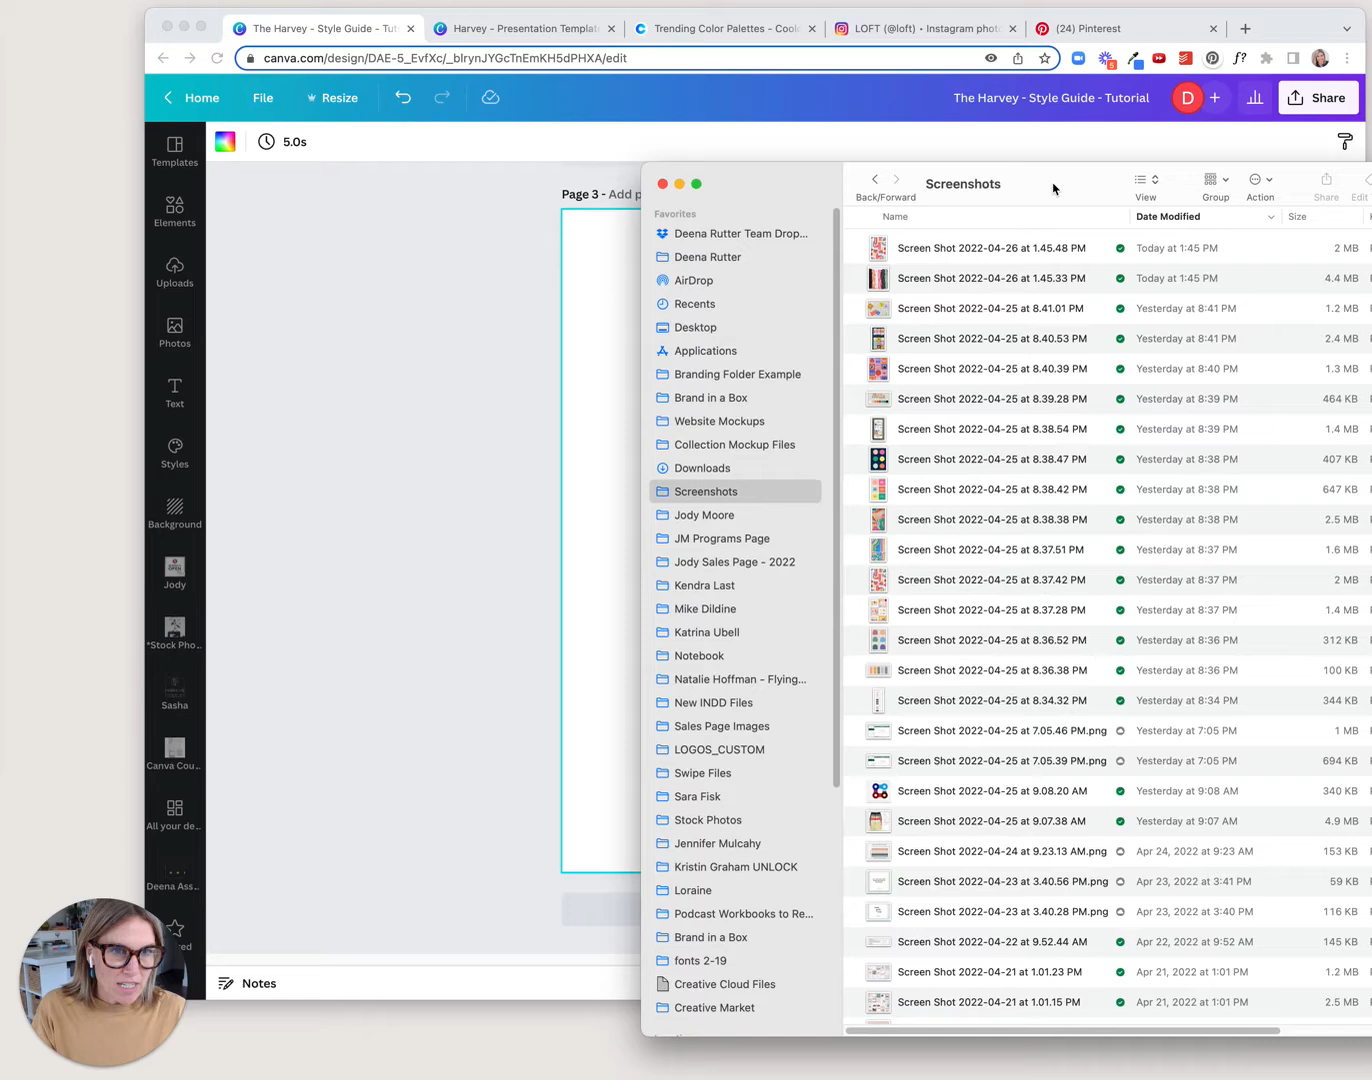 The Harvey - Style Guide - Tut
Harvey - Presentation Templat
Trending Color Palettes - Cool
LOFT (@loft) • Instagram phot
(24) Pinterest
canva.com/design/DAE-5_EvfXc/_blrynJYGcTnEmKH5dPHXA/edit
6
f?
Home
File
Resize
The Harvey - Style Guide - Tutorial
D
Share
5.0s
Templates
Elements
Uploads
Photos
Text
Styles
Background
Jody
*Stock Pho...
Sasha
Canva Cou...
All your de...
Deena Ass...
Page 3 - Add p
Notes
Favorites
Deena Rutter Team Drop...
Deena Rutter
AirDrop
Recents
Desktop
Applications
Branding Folder Example
Brand in a Box
Website Mockups
Collection Mockup Files
Downloads
Screenshots
Jody Moore
JM Programs Page
Jody Sales Page - 2022
Kendra Last
Mike Dildine
Katrina Ubell
Notebook
Natalie Hoffman - Flying...
New INDD Files
Sales Page Images
LOGOS_CUSTOM
Swipe Files
Sara Fisk
Stock Photos
Jennifer Mulcahy
Kristin Graham UNLOCK
Loraine
Podcast Workbooks to Re...
Brand in a Box
fonts 2-19
Creative Cloud Files
Creative Market
Screenshots
Back/Forward View Group Action Share Edit
Name Date Modified Size
Screen Shot 2022-04-26 at 1.45.48 PM Today at 1:45 PM 2 MB
Screen Shot 2022-04-26 at 1.45.33 PM Today at 1:45 PM 4.4 MB
Screen Shot 2022-04-25 at 8.41.01 PM Yesterday at 8:41 PM 1.2 MB
Screen Shot 2022-04-25 at 8.40.53 PM Yesterday at 8:41 PM 2.4 MB
Screen Shot 2022-04-25 at 8.40.39 PM Yesterday at 8:40 PM 1.3 MB
Screen Shot 2022-04-25 at 8.39.28 PM Yesterday at 8:39 PM 464 KB
Screen Shot 2022-04-25 at 8.38.54 PM Yesterday at 8:39 PM 1.4 MB
Screen Shot 2022-04-25 at 8.38.47 PM Yesterday at 8:38 PM 407 KB
Screen Shot 2022-04-25 at 8.38.42 PM Yesterday at 8:38 PM 647 KB
Screen Shot 2022-04-25 at 8.38.38 PM Yesterday at 8:38 PM 2.5 MB
Screen Shot 2022-04-25 at 8.37.51 PM Yesterday at 8:37 PM 1.6 MB
Screen Shot 2022-04-25 at 8.37.42 PM Yesterday at 8:37 PM 2 MB
Screen Shot 2022-04-25 at 8.37.28 PM Yesterday at 8:37 PM 1.4 MB
Screen Shot 2022-04-25 at 8.36.52 PM Yesterday at 8:36 PM 312 KB
Screen Shot 2022-04-25 at 8.36.38 PM Yesterday at 8:36 PM 100 KB
Screen Shot 2022-04-25 at 8.34.32 PM Yesterday at 8:34 PM 344 KB
Screen Shot 2022-04-25 at 7.05.46 PM.png Yesterday at 7:05 PM 1 MB
Screen Shot 2022-04-25 at 7.05.39 PM.png Yesterday at 7:05 PM 694 KB
Screen Shot 2022-04-25 at 9.08.20 AM Yesterday at 9:08 AM 340 KB
Screen Shot 2022-04-25 at 9.07.38 AM Yesterday at 9:07 AM 4.9 MB
Screen Shot 2022-04-24 at 9.23.13 AM.png Apr 24, 2022 at 9:23 AM 153 KB
Screen Shot 2022-04-23 at 3.40.56 PM.png Apr 23, 2022 at 3:41 PM 59 KB
Screen Shot 2022-04-23 at 3.40.28 PM.png Apr 23, 2022 at 3:40 PM 116 KB
Screen Shot 2022-04-22 at 9.52.44 AM Apr 22, 2022 at 9:52 AM 145 KB
Screen Shot 2022-04-21 at 1.01.23 PM Apr 21, 2022 at 1:01 PM 1.2 MB
Screen Shot 2022-04-21 at 1.01.15 PM Apr 21, 2022 at 1:01 PM 2.5 MB